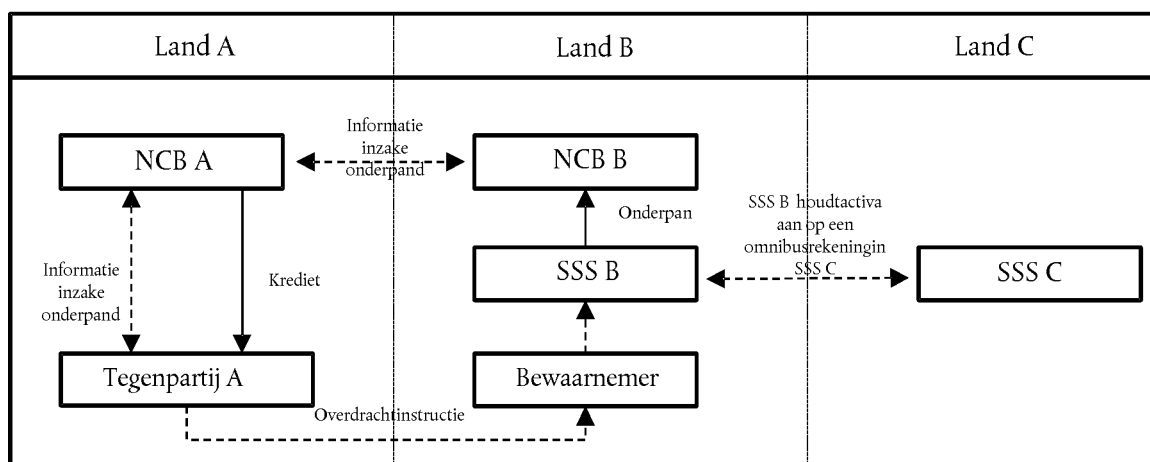 Land A
Land B
Land C
NCB A
Informatie
inzake
onderpand
NCB B
Onderpan
SSS B houdtactiva
aan op een
omnibusrekeningin
SSS C
Informatie
inzake
onderpand
Krediet
SSS B
SSS C
Tegenpartij A
Bewaarnemer
Overdrachtinstructie